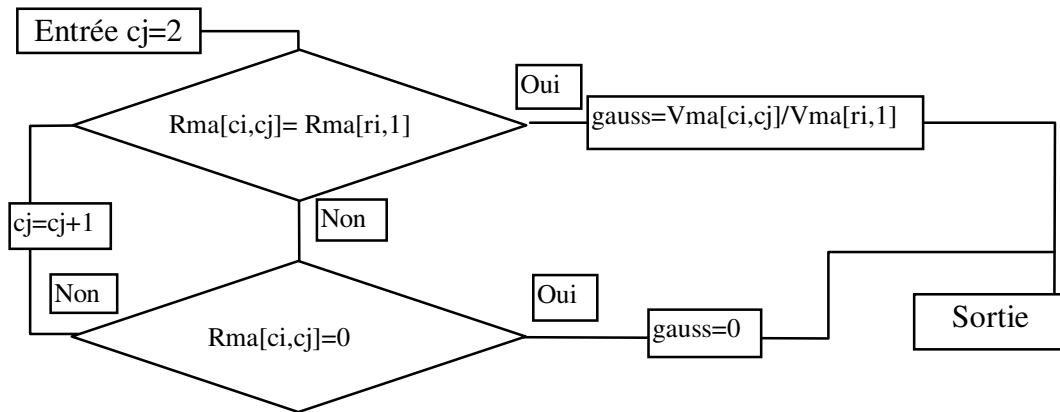 Entrée cj=2
Oui
Rma[ci,cj]= Rma[ri,1]
gauss=Vma[ci,cj]/Vma[ri,1]
cj=cj+1
Non
Non
Oui
Rma[ci,cj]=0
gauss=0
Sortie